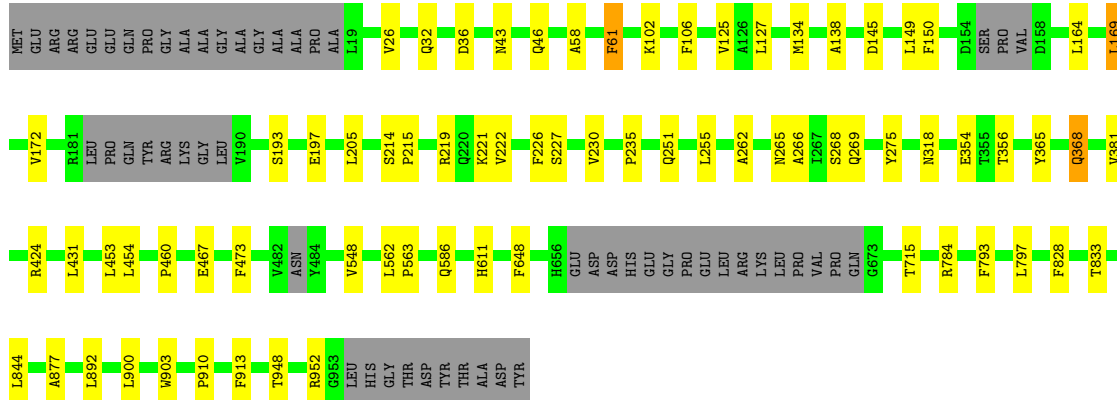 MET GLU ARG ARG GLU GLU GLN PRO GLY ALA ALA GLY ALA GLY ALA ALA PRO ALA L19 V26 Q32 D36 N43 Q46 A58 F61 K102 F106 V125 A126 L127 M134 A138 D145 L149 F150 D154 SER PRO VAL D158 L164 L169
V172 R181 LEU PRO GLN TYR ARG LYS GLY LEU V190 S193 E197 L205 S214 P215 R219 Q220 K221 V222 F226 S227 V230 P235 Q251 L255 A262 N265 A266 I267 S268 Q269 Y275 N318 E354 T355 T356 Y365 Q368 V381
R424 L431 L453 L454 P460 E467 F473 V482 ASN Y484 V548 L562 P563 Q586 H611 F648 H656 GLU ASP ASP HIS GLU GLY PRO GLU LEU ARG LYS LEU PRO VAL PRO GLN G673 T715 R784 F793 L797 F828 T833
L844 A877 L892 L900 W903 P910 F913 T948 R952 G953 LEU HIS GLY THR ASP TYR THR ALA ASP TYR